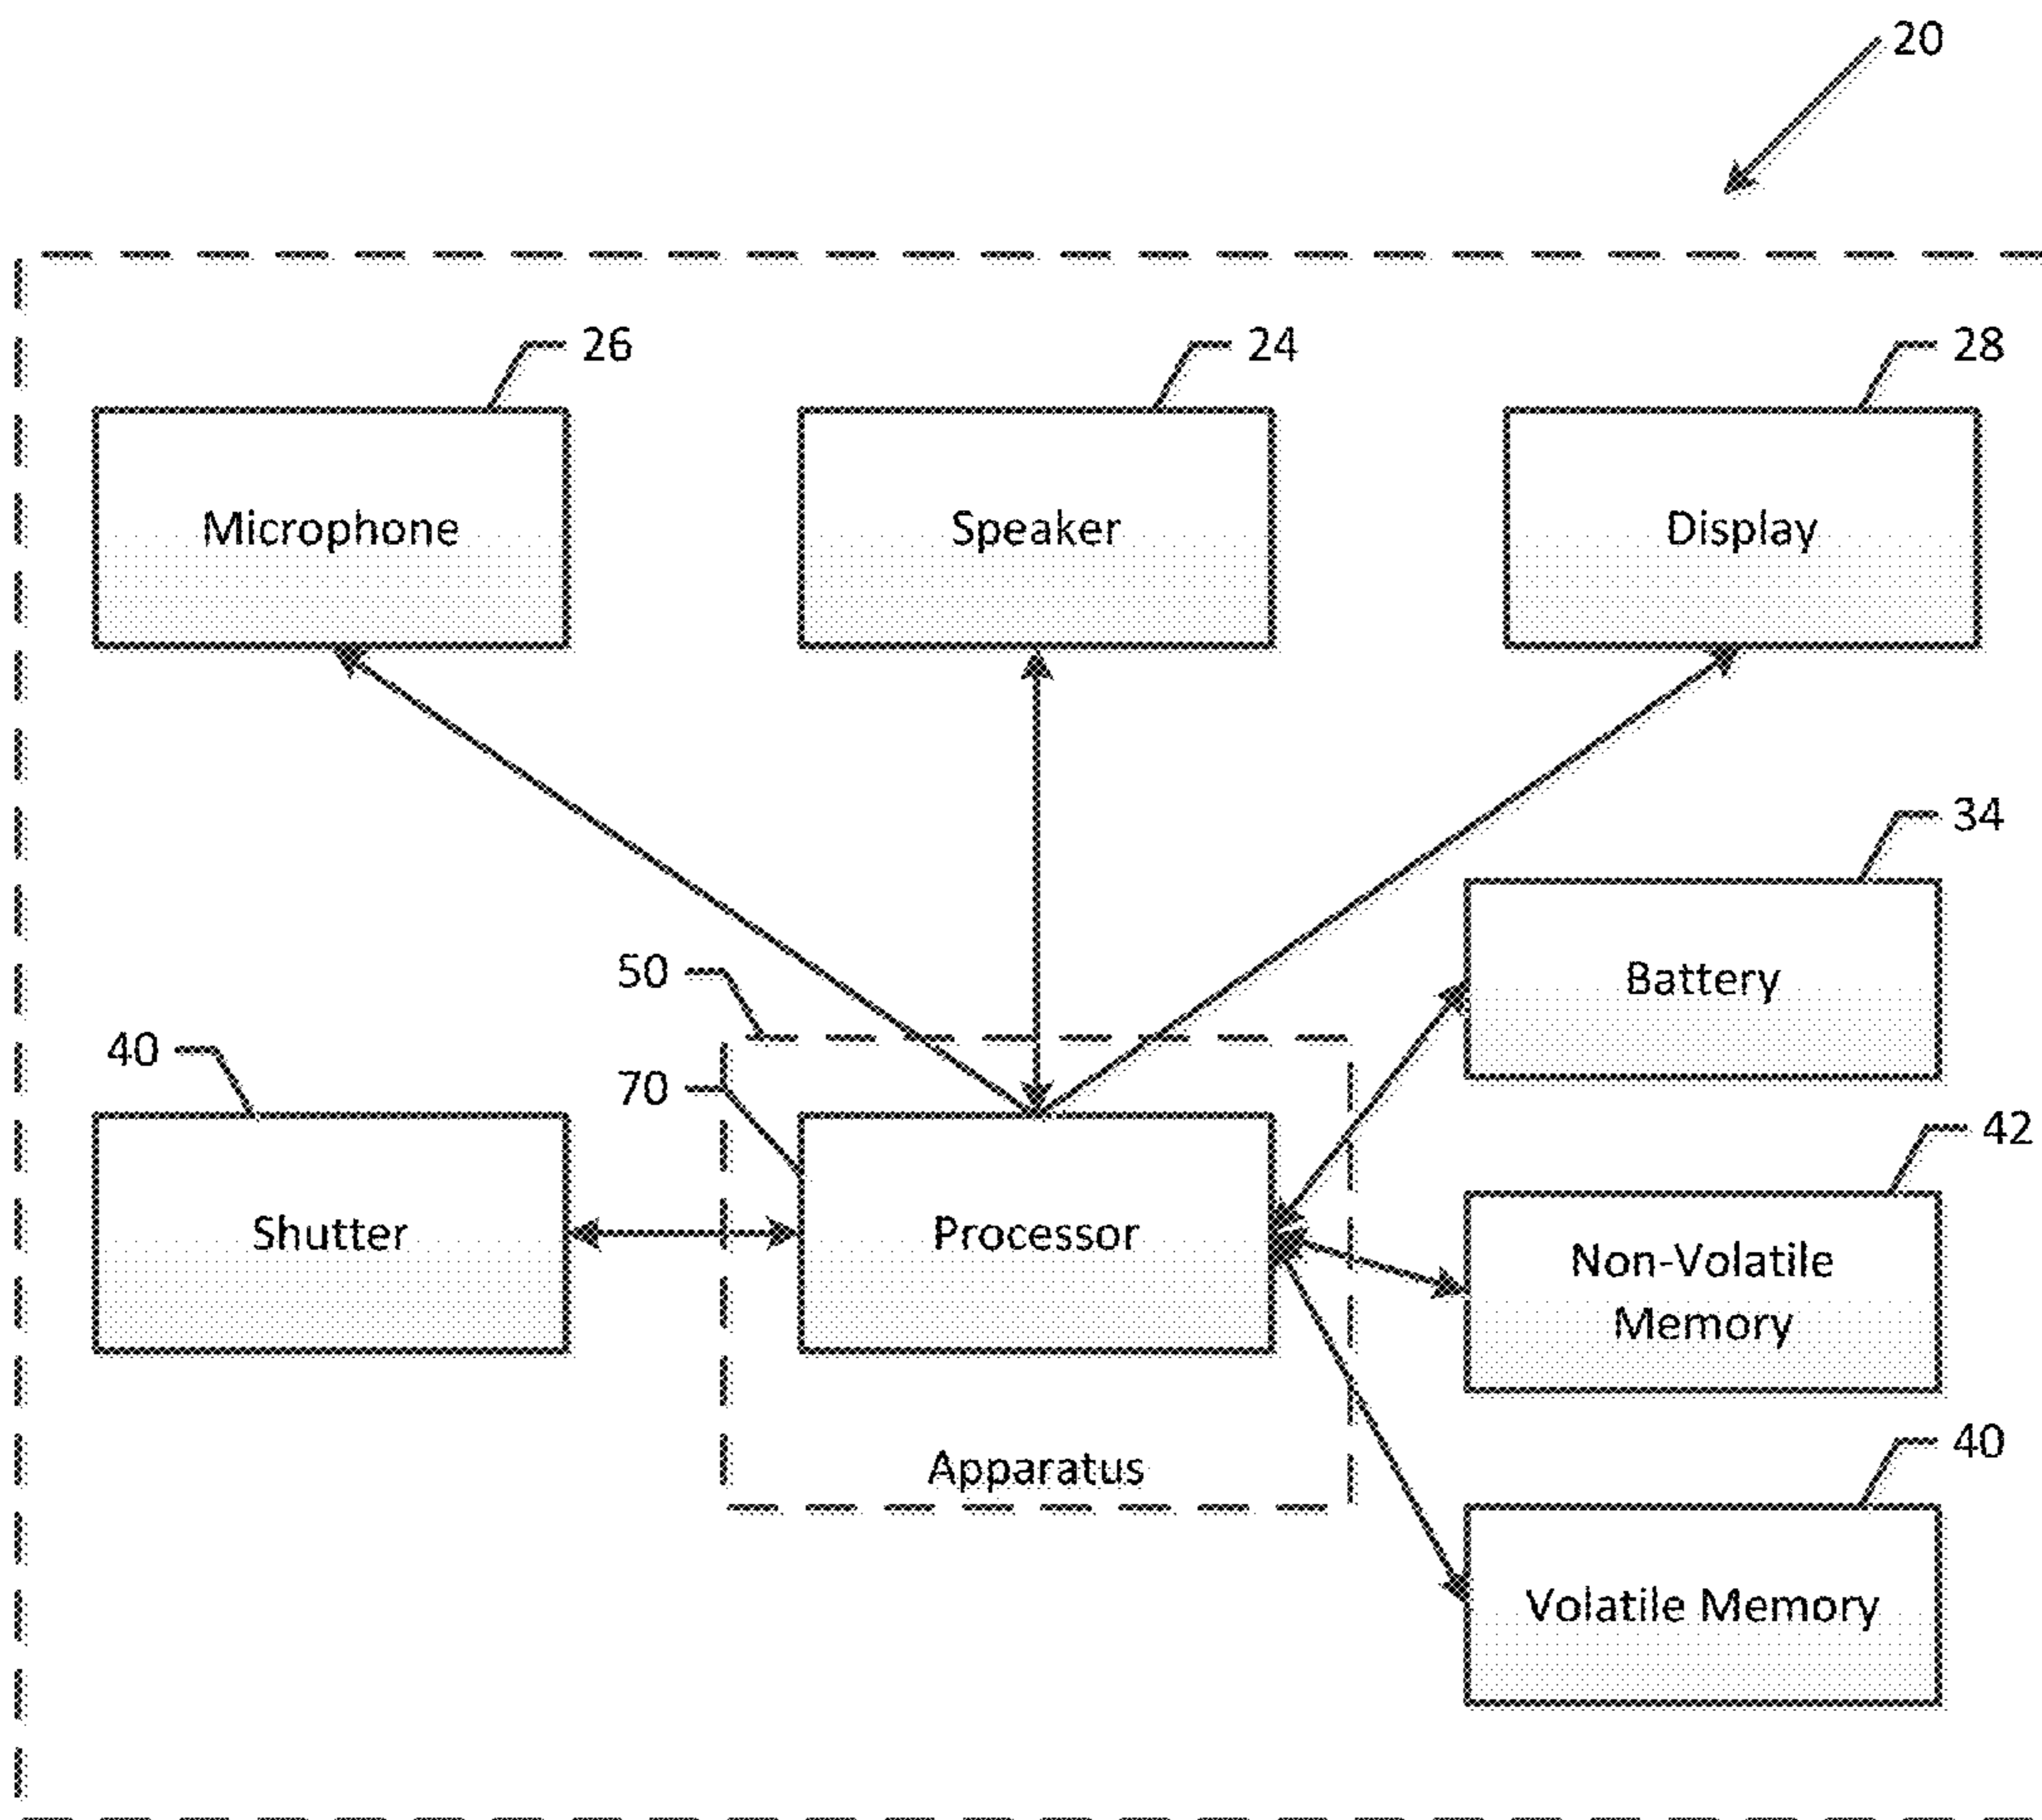 20
26
24
28
Microphone
Speaker
Display
34
50
Battery
40
70
42
Shutter
Processor
Non-Volatile
Memory
40
Apparatus
Volatile Memory